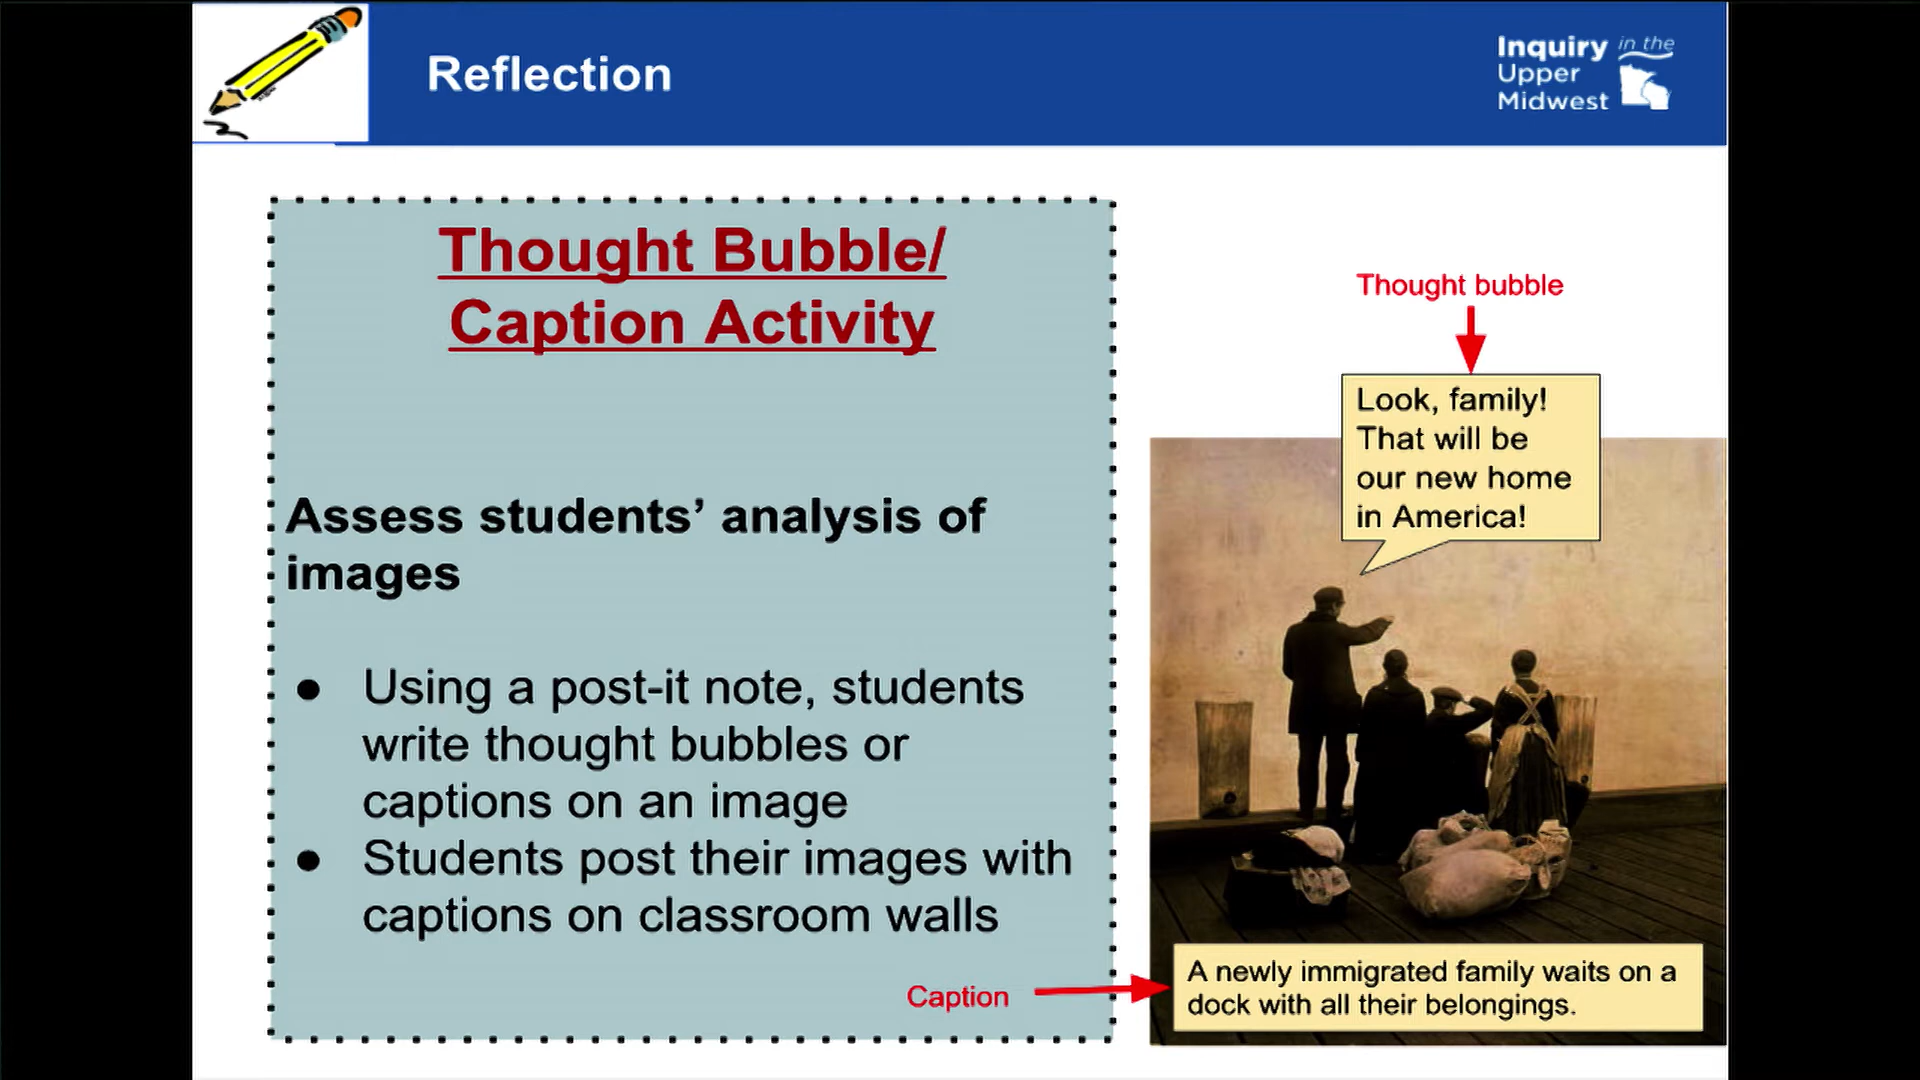 Reflection
Inquiry in the
Upper
Midwest
Thought Bubble/
Caption Activity
Assess students’ analysis of
images
● Using a post-it note, students
write thought bubbles or
captions on an image
● Students post their images with
captions on classroom walls
Caption
Thought bubble
Look, family!
That will be
our new home
in America!
A newly immigrated family waits on a
dock with all their belongings.